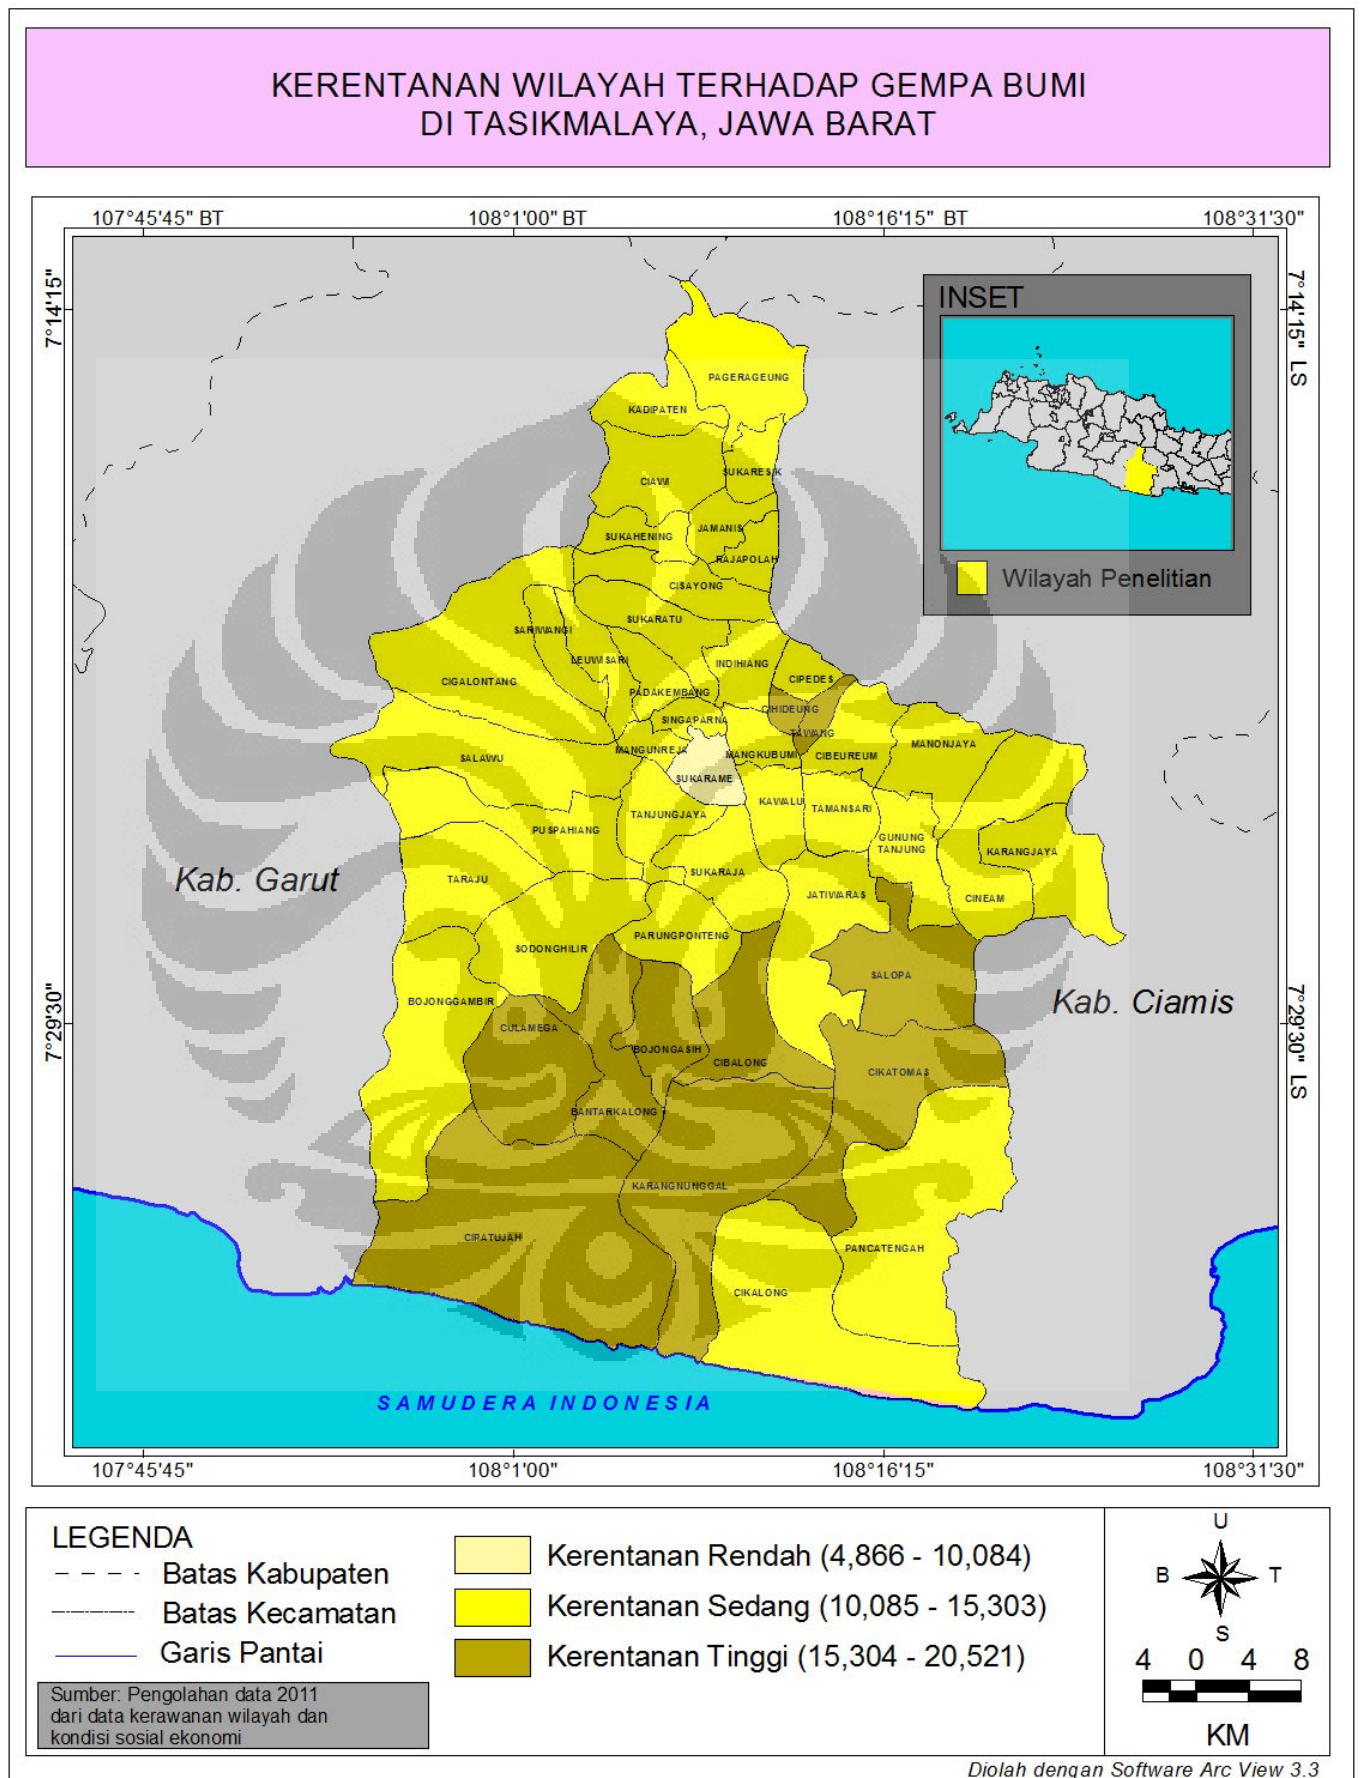 KERENTANAN WILAYAH TERHADAP GEMPA BUMI
DI TASIKMALAYA, JAWA BARAT
107°45'45" BT
108°1'00" BT
108°16'15" BT
108°31'30"
7°14'15"
7°14'15" LS
INSET
Wilayah Penelitian
PAGERAGEUNG
KADIPATEN
SUKARESIK
CIAWI
JAMANIS
SUKAHENING
RAJAPOLAH
CISAYONG
SUKARATU
SARIWANGI
LEUWISARI
INDIHIANG
CIPEDES
CIGALONTANG
PADAKEMBANG
CIHIDEUNG
SINGAPARNA
TAWANG
MANONJAYA
MANGUNREJA
MANGKUBUMI
CIBEUREUM
SALAWU
SUKARAME
KAWALU
TAMANSARI
TANJUNGJAYA
PUSPAHIANG
GUNUNG
TANJUNG
KARANGJAYA
SUKARAJA
Kab. Garut
TARAJU
JATIWARAS
CINEAM
PARUNGPONTENG
SODONGHILIR
SALOPA
BOJONGGAMBIR
Kab. Ciamis
7°29'30"
7°29'30" LS
CULAMEGA
BOJONGASIH
CIBALONG
CIKATOMAS
BANTARKALONG
KARANGNUNGGAL
CIPATUJAH
PANCATENGAH
CIKALONG
SAMUDERA INDONESIA
107°45'45"
108°1'00"
108°16'15"
108°31'30"
LEGENDA
Batas Kabupaten
Batas Kecamatan
Garis Pantai
Kerentanan Rendah (4,866 - 10,084)
Kerentanan Sedang (10,085 - 15,303)
Kerentanan Tinggi (15,304 - 20,521)
U
B
T
S
4 0 4 8
KM
Sumber: Pengolahan data 2011
dari data kerawanan wilayah dan
kondisi sosial ekonomi
Diolah dengan Software Arc View 3.3